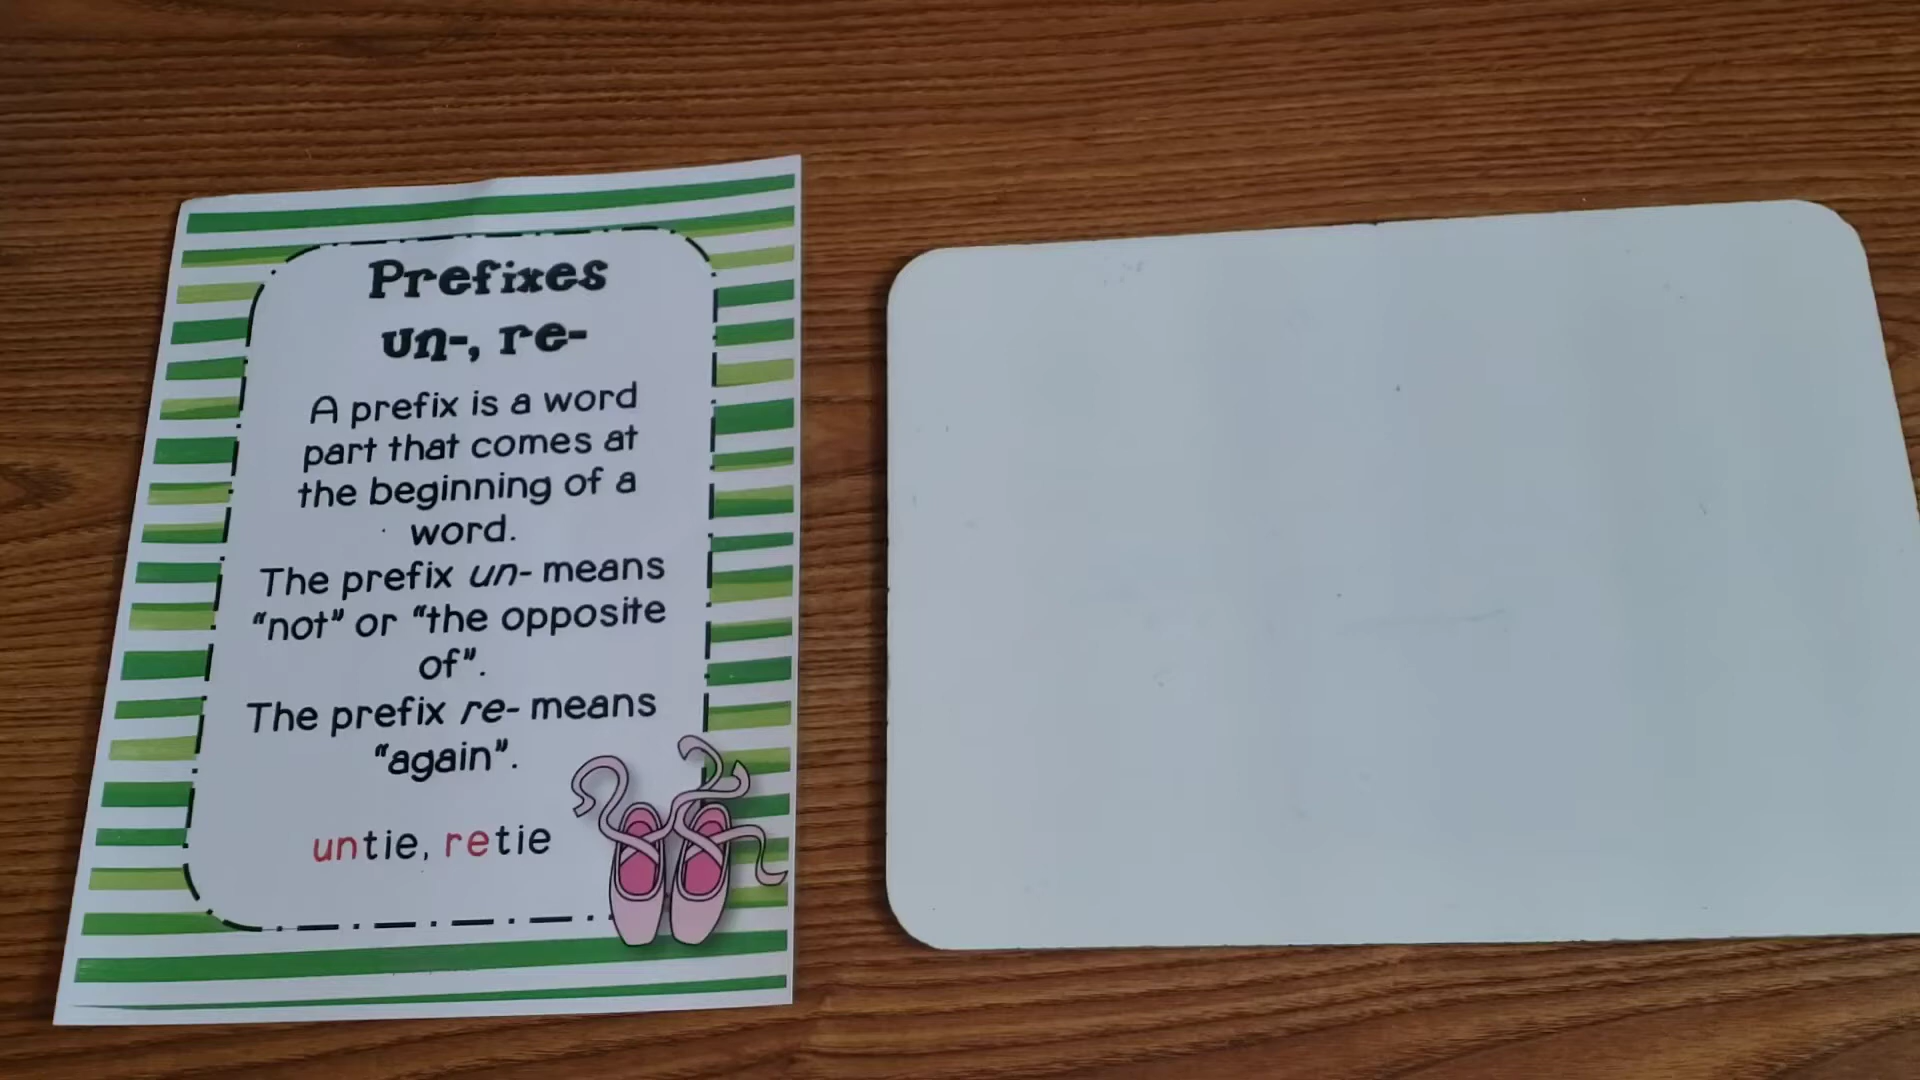 Prefixes
un-, re-
A prefix is a word
part that comes at
the beginning of a
word.
The prefix un- means
"not" or "the opposite
of".
The prefix re- means
"again".
untie, retie